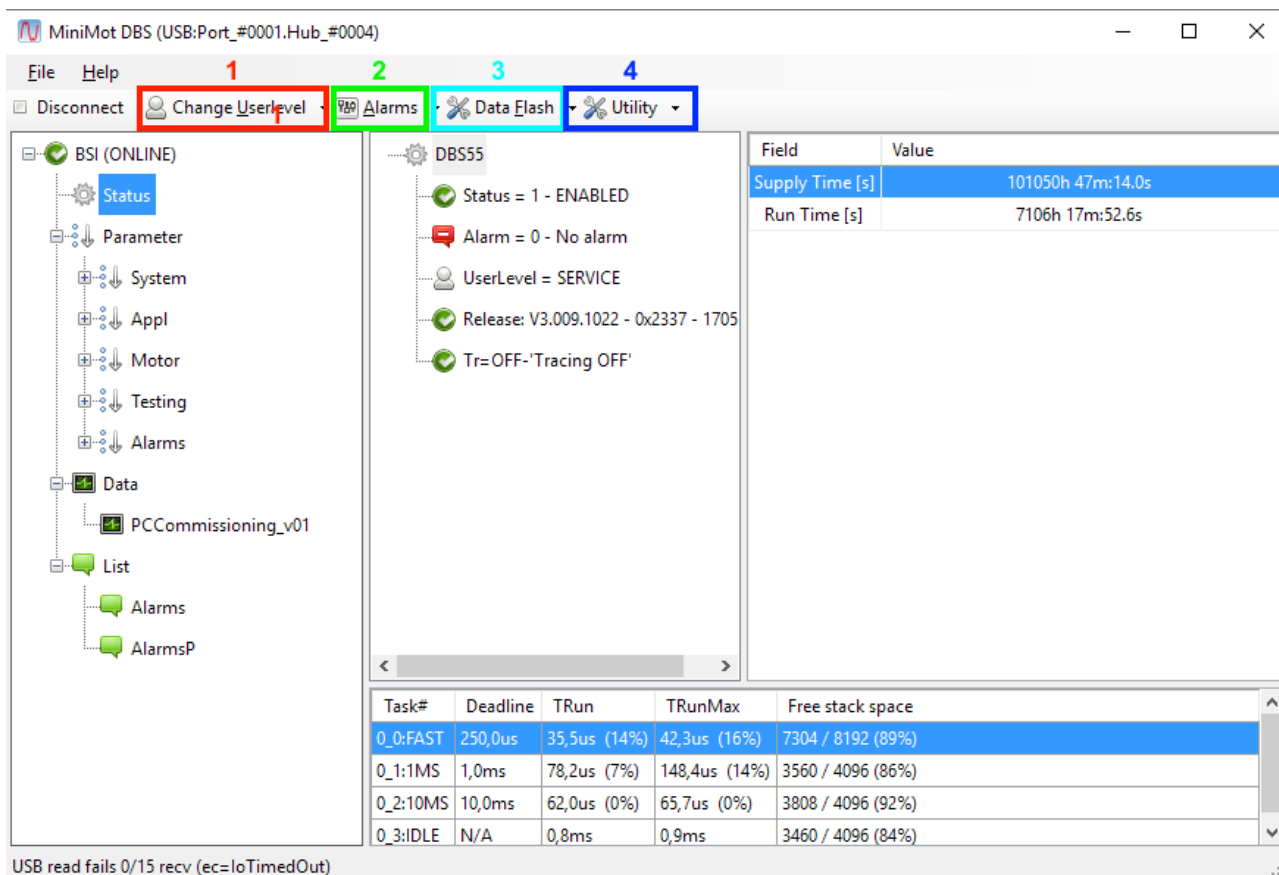 MiniMot DBS (USB:Port_#0001.Hub_#0004)
File Help 1 2 3 4
Disconnect Change Userlevel 1 Alarms Data Flash Utility
BSI (ONLINE)
Status
Parameter
System
Appl
Motor
Testing
Alarms
Data
PCCommissioning_v01
List
Alarms
AlarmsP
DBS55
Status = 1 - ENABLED
Alarm = 0 - No alarm
UserLevel = SERVICE
Release: V3.009.1022 - 0x2337 - 1705
Tr=OFF-'Tracing OFF'
Field Value
Supply Time [s] 101050h 47m:14.0s
Run Time [s] 7106h 17m:52.6s
Task# Deadline TRun TRunMax Free stack space
0_0:FAST 250,0us 35,5us (14%) 42,3us (16%) 7304 / 8192 (89%)
0_1:1MS 1,0ms 78,2us (7%) 148,4us (14%) 3560 / 4096 (86%)
0_2:10MS 10,0ms 62,0us (0%) 65,7us (0%) 3808 / 4096 (92%)
0_3:IDLE N/A 0,8ms 0,9ms 3460 / 4096 (84%)
USB read fails 0/15 recv (ec=IoTimedOut)